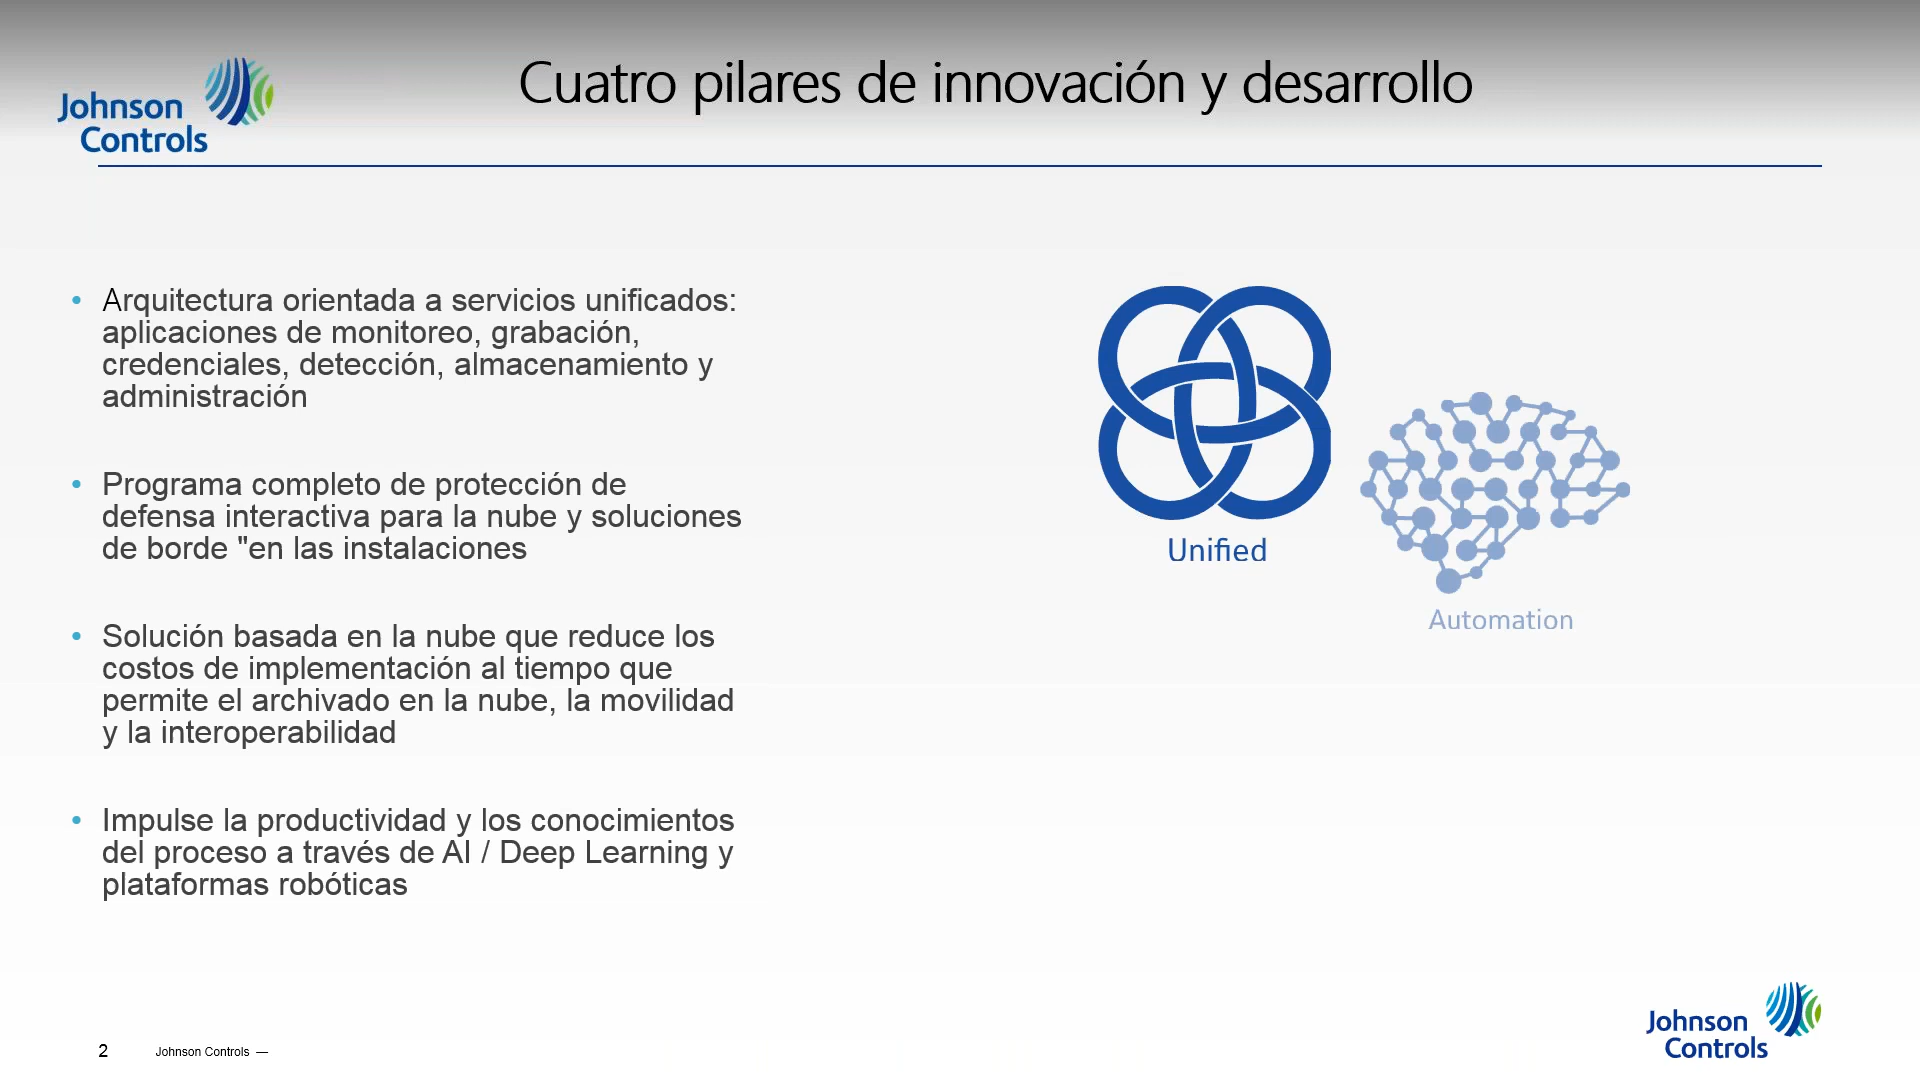 Johnson
Controls
Cuatro pilares de innovación y desarrollo
• Arquitectura orientada a servicios unificados:
aplicaciones de monitoreo, grabación,
credenciales, detección, almacenamiento y
administración
• Programa completo de protección de
defensa interactiva para la nube y soluciones
de borde "en las instalaciones
• Solución basada en la nube que reduce los
costos de implementación al tiempo que
permite el archivado en la nube, la movilidad
y la interoperabilidad
• Impulse la productividad y los conocimientos
del proceso a través de AI / Deep Learning y
plataformas robóticas
Unified
Automation
2 Johnson Controls —
Johnson
Controls